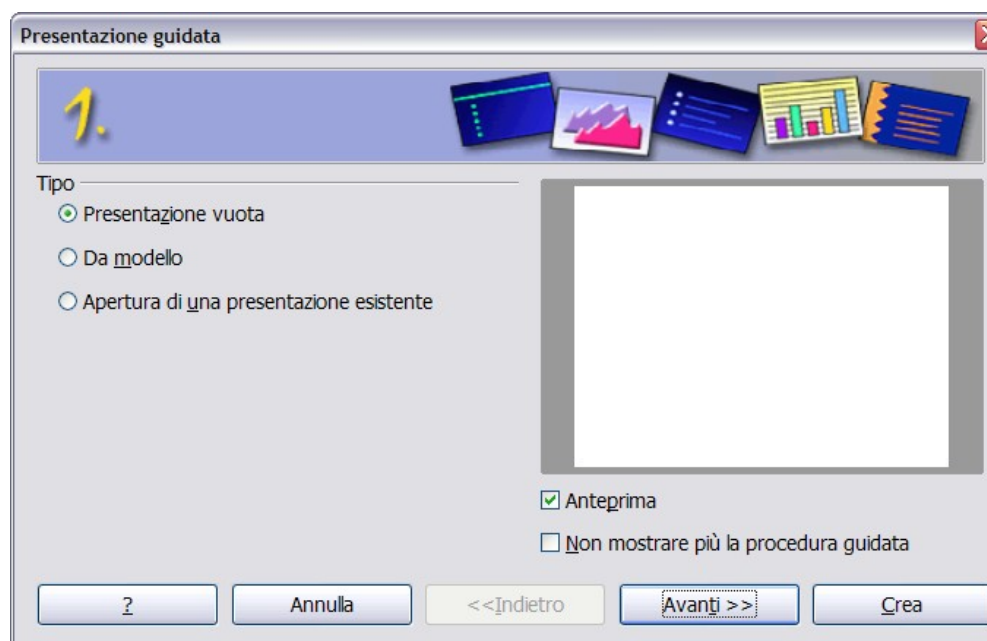 Presentazione guidata
1.
Tipo
Presentazione vuota
Da modello
Apertura di una presentazione esistente
Anteprima
Non mostrare più la procedura guidata
?
Annulla
<<Indietro
Avanti >>
Crea